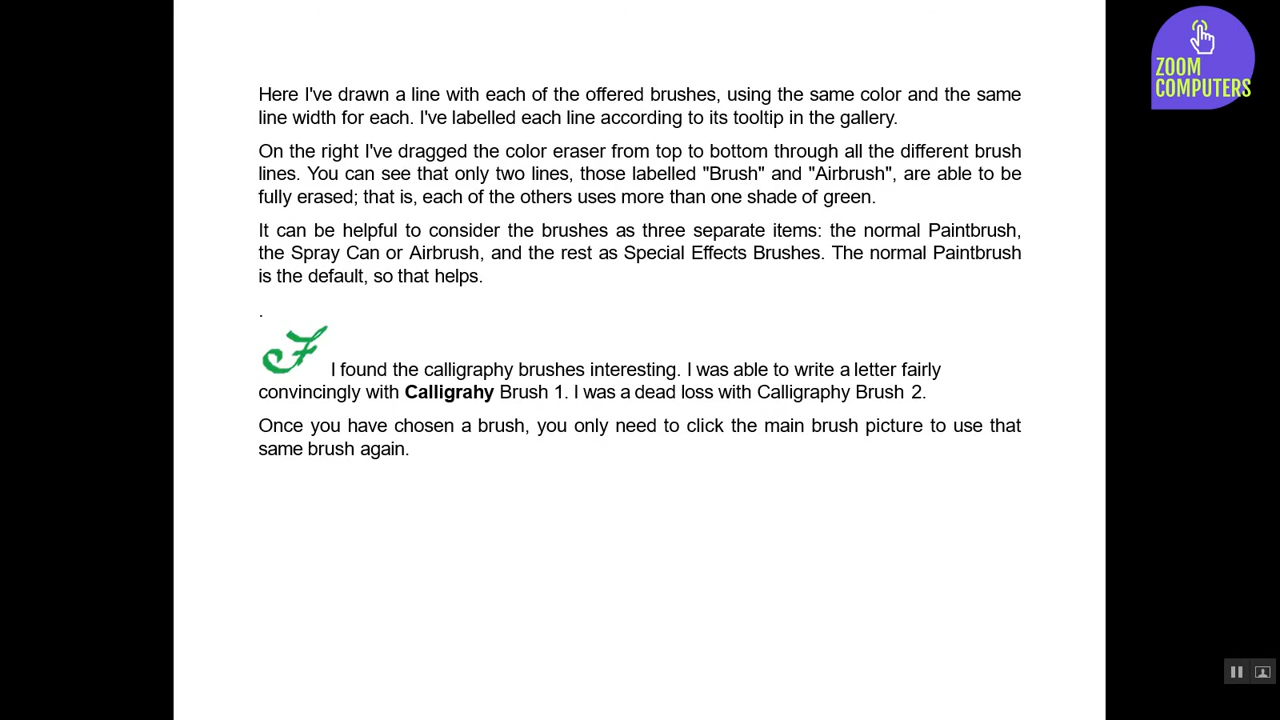 ZOOM
COMPUTERS
Here I've drawn a line with each of the offered brushes, using the same color and the same
line width for each. I've labelled each line according to its tooltip in the gallery.
On the right I've dragged the color eraser from top to bottom through all the different brush
lines. You can see that only two lines, those labelled "Brush" and "Airbrush", are able to be
fully erased; that is, each of the others uses more than one shade of green.
It can be helpful to consider the brushes as three separate items: the normal Paintbrush,
the Spray Can or Airbrush, and the rest as Special Effects Brushes. The normal Paintbrush
is the default, so that helps.
.
F I found the calligraphy brushes interesting. I was able to write a letter fairly
convincingly with Calligrahy Brush 1. I was a dead loss with Calligraphy Brush 2.
Once you have chosen a brush, you only need to click the main brush picture to use that
same brush again.